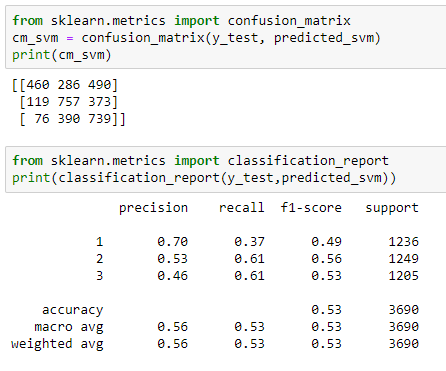 from sklearn.metrics import confusion_matrix
cm_svm = confusion_matrix(y_test, predicted_svm)
print(cm_svm)
[[460 286 490]
 [119 757 373]
 [ 76 390 739]]
from sklearn.metrics import classification_report
print(classification_report(y_test,predicted_svm))
              precision    recall  f1-score   support
           1       0.70      0.37      0.49      1236
           2       0.53      0.61      0.56      1249
           3       0.46      0.61      0.53      1205
    accuracy                           0.53      3690
   macro avg       0.56      0.53      0.53      3690
weighted avg       0.56      0.53      0.53      3690